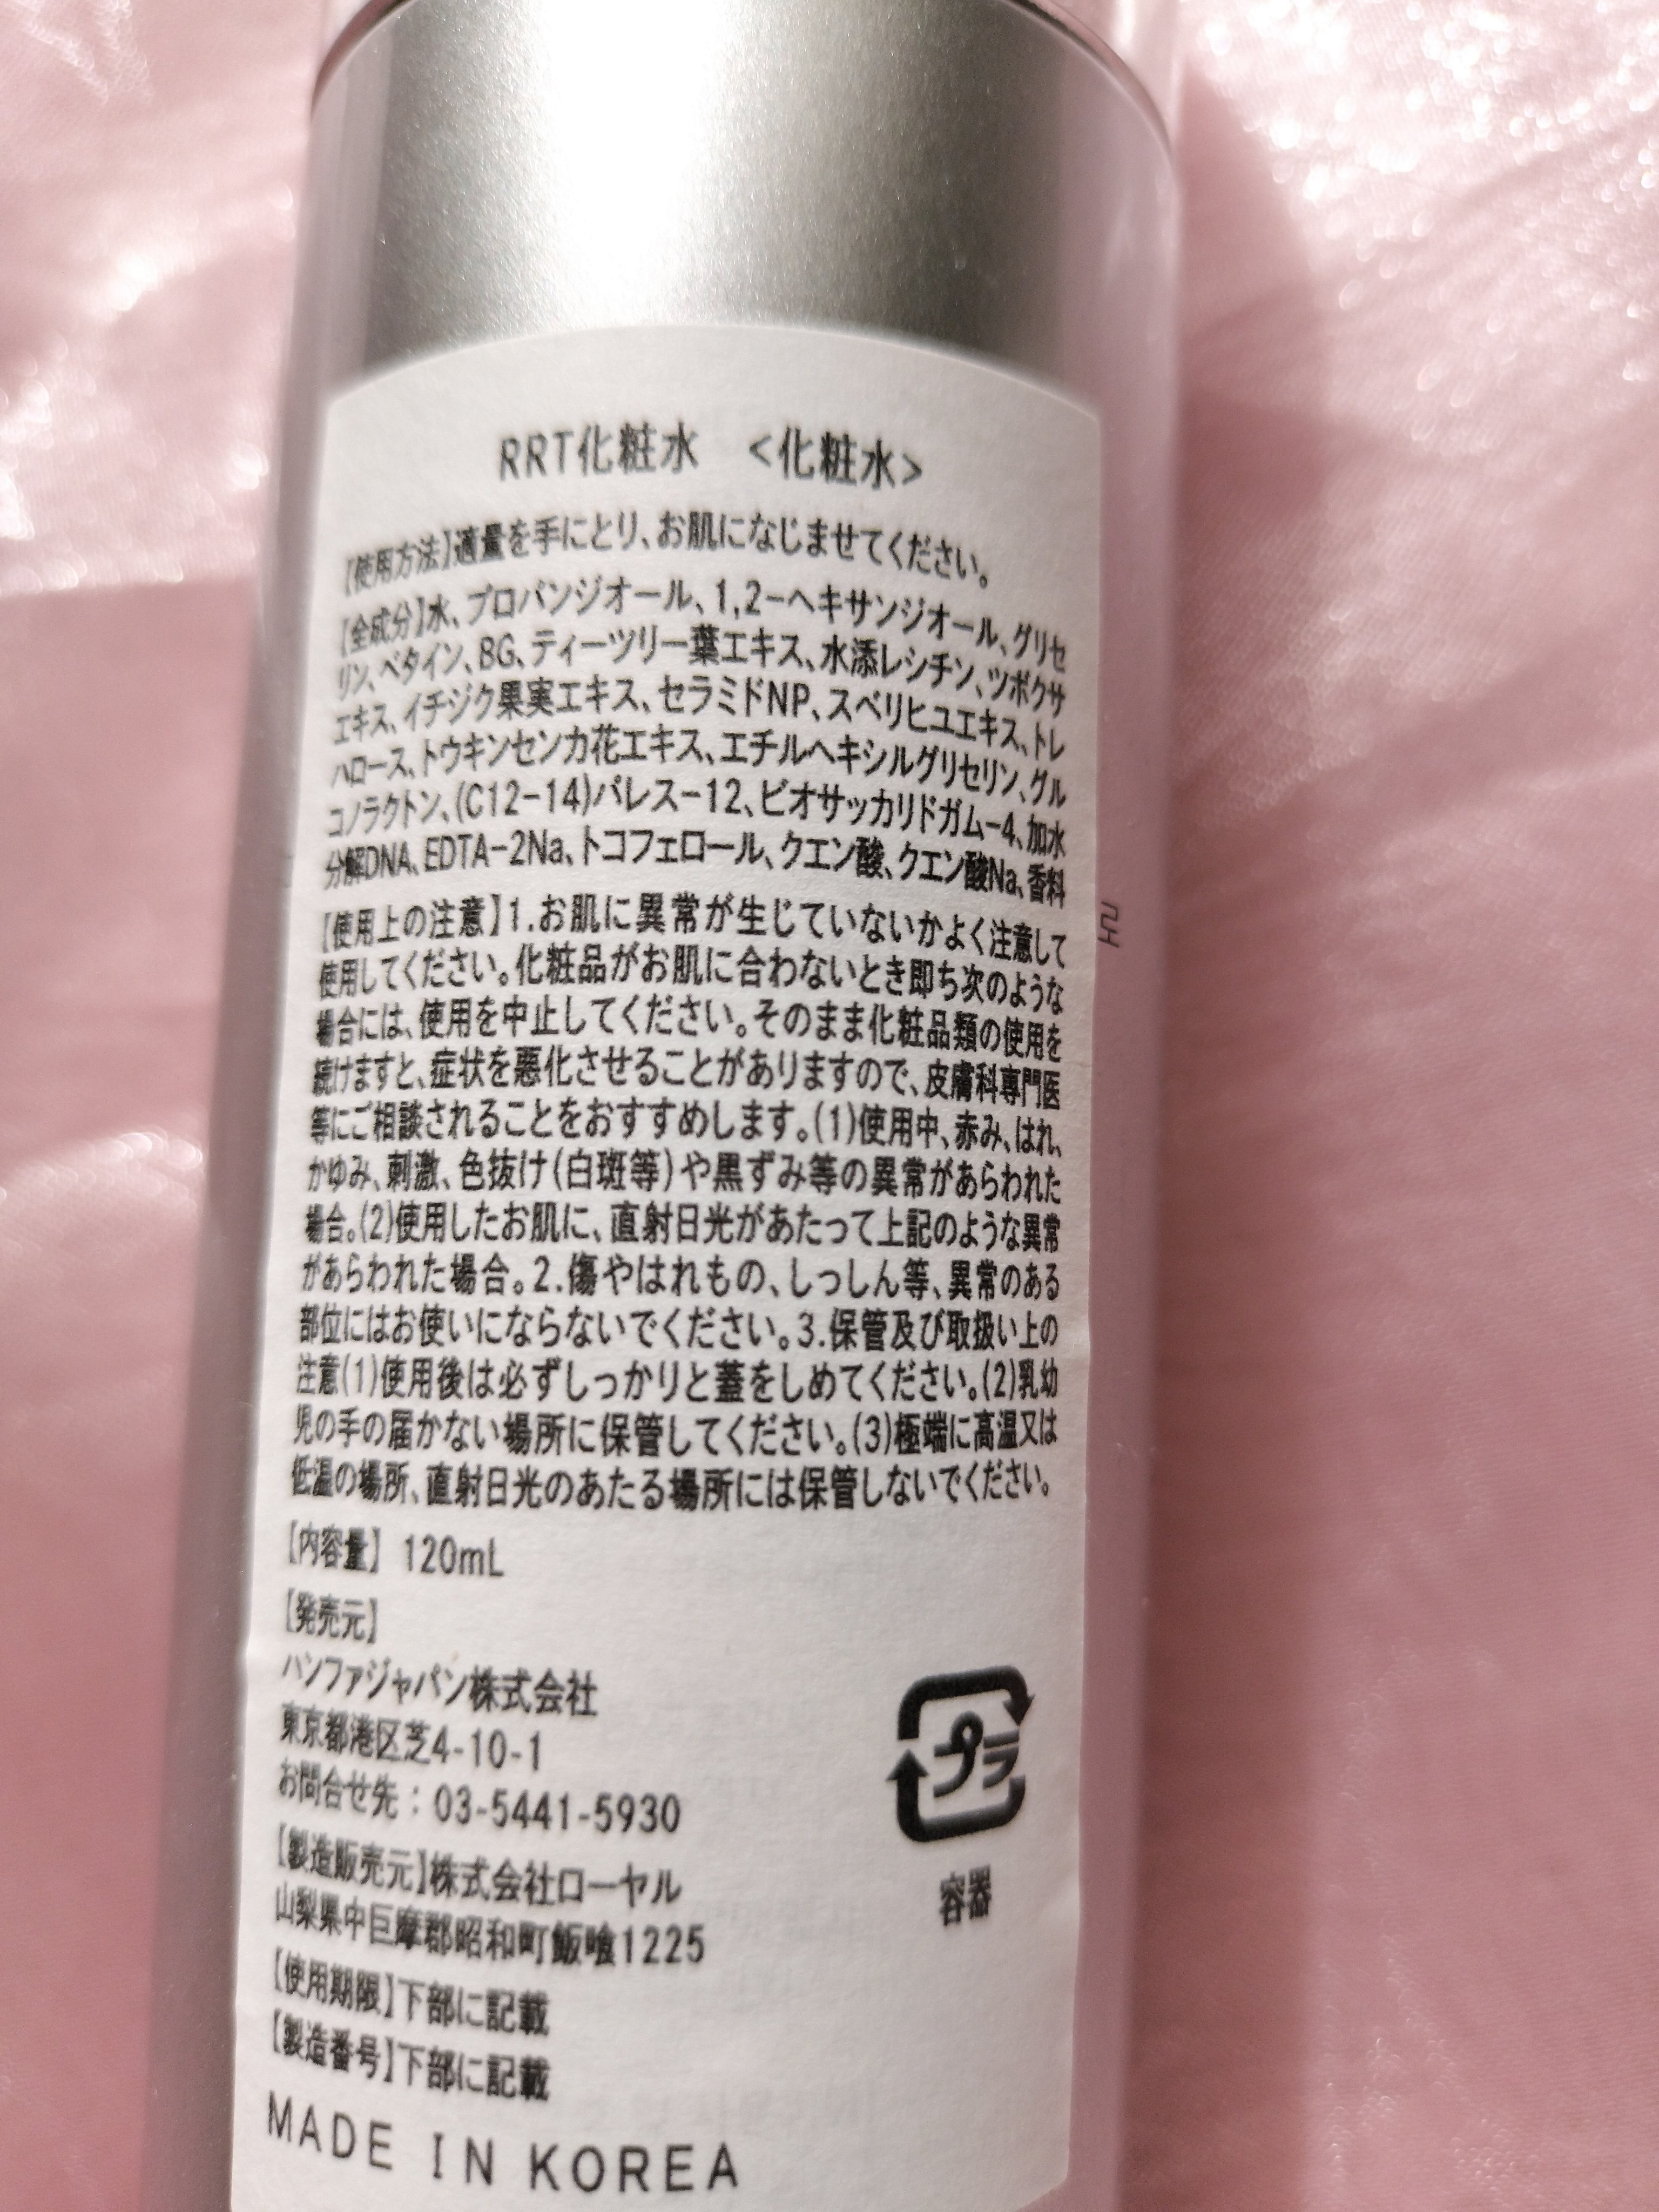 RRT化粧水　<化粧水>
【使用方法】適量を手にとり、お肌になじませてください。
【全成分】水、プロパンジオール、1,2-ヘキサンジオール、グリセ
リン、ベタイン、BG、ティーツリー葉エキス、水添レシチン、ツボクサ
エキス、イチジク果実エキス、セラミドNP、スベリヒユエキス、トレ
ハロース、トウキンセンカ花エキス、エチルヘキシルグリセリン、グル
コノラクトン、(C12-14)パレス-12、ビオサッカリドガム-4、加水
分解DNA、EDTA-2Na、トコフェロール、クエン酸、クエン酸Na、香料
【使用上の注意】1.お肌に異常が生じていないかよく注意して
使用してください。化粧品がお肌に合わないとき即ち次のような
場合には、使用を中止してください。そのまま化粧品類の使用を
続けますと、症状を悪化させることがありますので、皮膚科専門医
等にご相談されることをおすすめします。(1)使用中、赤み、はれ、
かゆみ、刺激、色抜け(白斑等)や黒ずみ等の異常があらわれた
場合。(2)使用したお肌に、直射日光があたって上記のような異常
があらわれた場合。2.傷やはれもの、しっしん等、異常のある
部位にはお使いにならないでください。3.保管及び取扱い上の
注意(1)使用後は必ずしっかりと蓋をしめてください。(2)乳幼
児の手の届かない場所に保管してください。(3)極端に高温又は
低温の場所、直射日光のあたる場所には保管しないでください。
【内容量】 120mL
【発売元】
ハンファジャパン株式会社
東京都港区芝4-10-1
お問合せ先：03-5441-5930
【製造販売元】株式会社ローヤル
山梨県中巨摩郡昭和町飯喰1225
【使用期限】下部に記載
【製造番号】下部に記載
MADE IN KOREA
プラ
容器